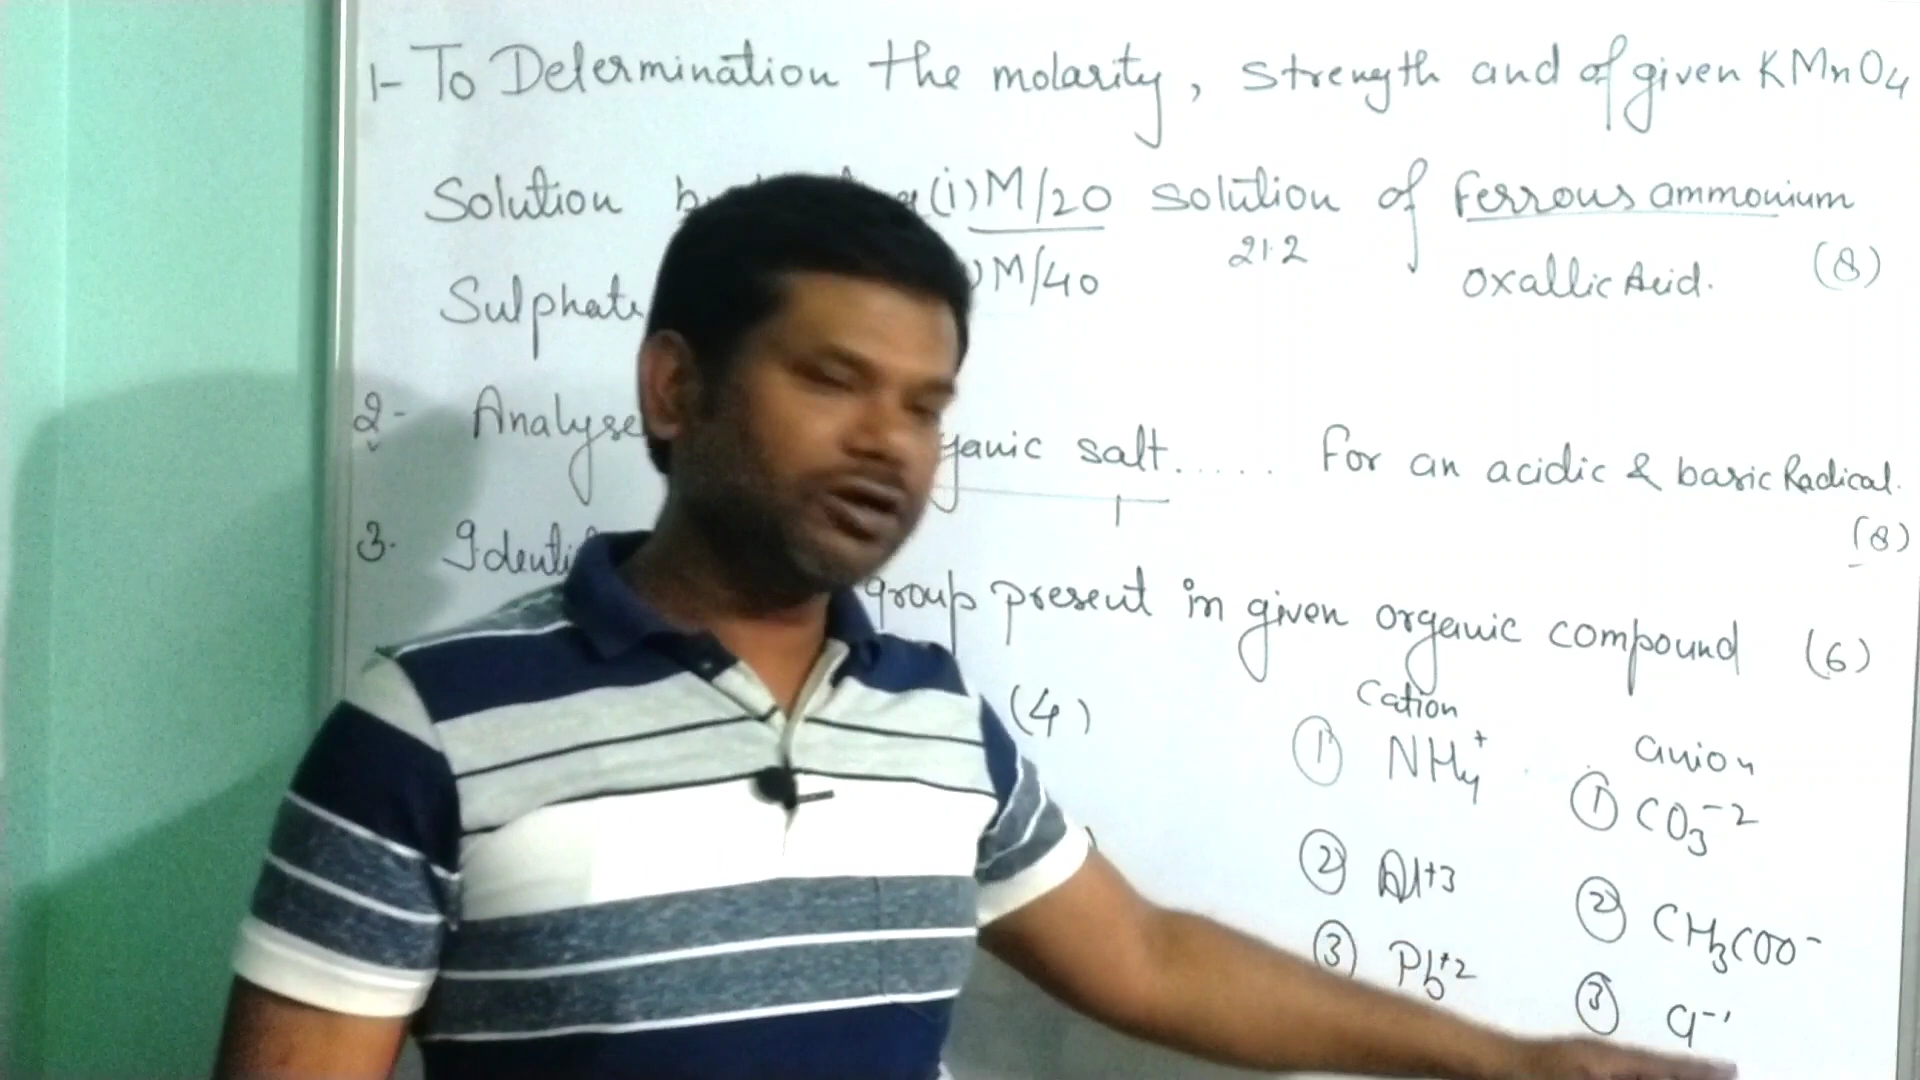 1- To Determination the molarity, strength and of given KMnO4
Solution (i) M/20 solution of Ferrous ammonium
21.2
Sulphate M/40 oxallic Acid. (8)
2- Analyse salt..... For an acidic & basic Radical.
(8)
3. group present in given organic compound (6)
(4)
Cation
anion
① NH4+
① CO3-2
② Al+3
② CH3COO-
③ Pb+2
③ Cl-1